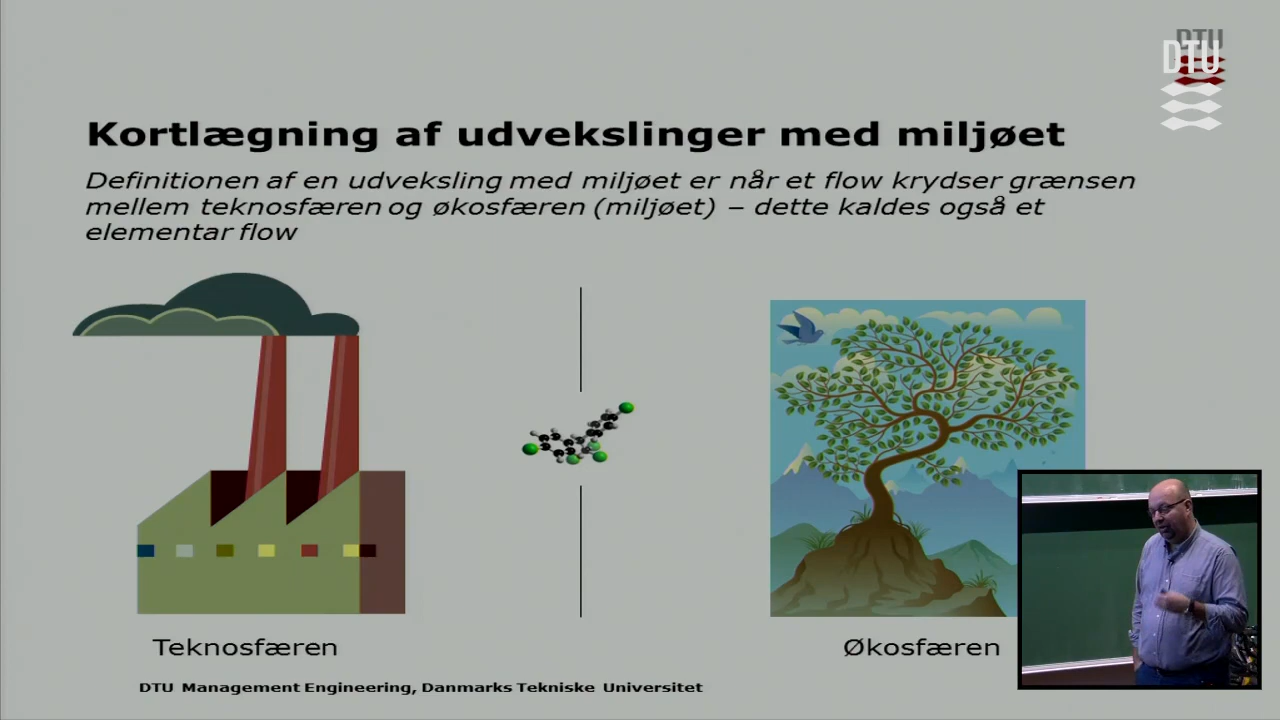 DTU
DTU
Kortlægning af udvekslinger med miljøet
Definitionen af en udveksling med miljøet er når et flow krydser grænsen
mellem teknosfæren og økosfæren (miljøet) – dette kaldes også et
elementar flow
Teknosfæren
Økosfæren
DTU Management Engineering, Danmarks Tekniske Universitet